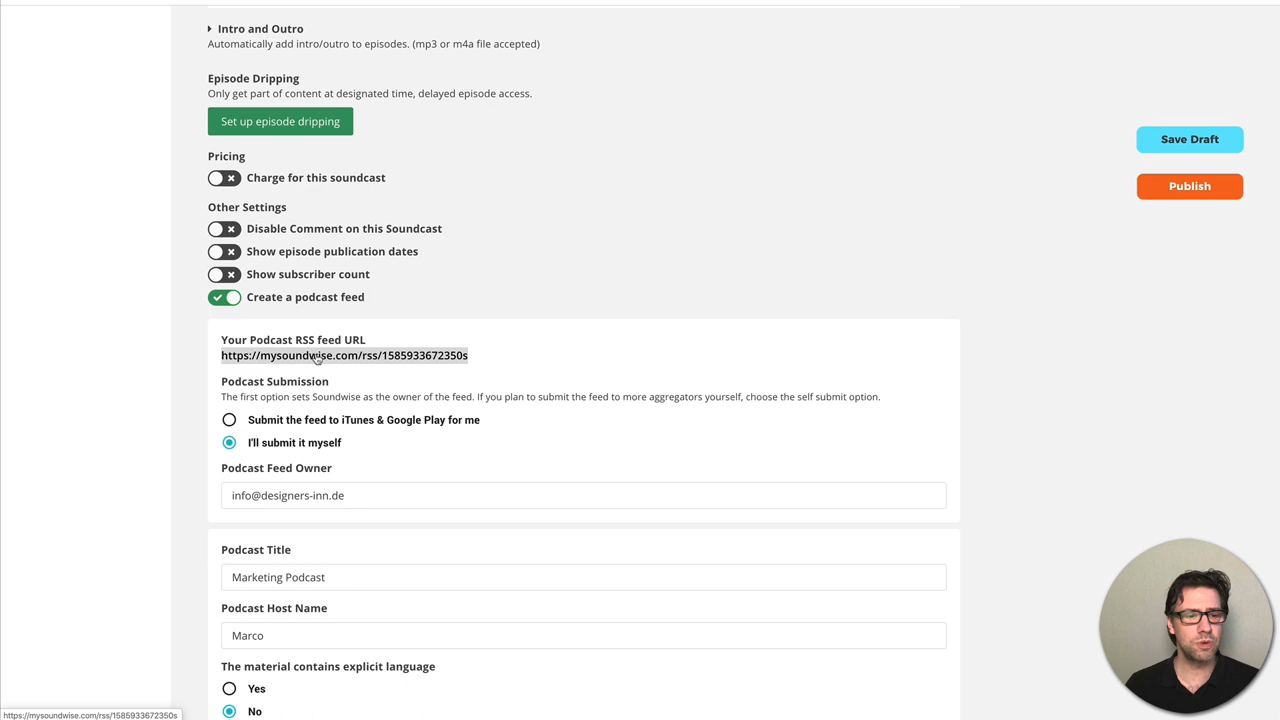 Intro and Outro
Automatically add intro/outro to episodes. (mp3 or m4a file accepted)
Episode Dripping
Only get part of content at designated time, delayed episode access.
Set up episode dripping
Save Draft
Publish
Pricing
Charge for this soundcast
Other Settings
Disable Comment on this Soundcast
Show episode publication dates
Show subscriber count
Create a podcast feed
Your Podcast RSS feed URL
https://mysoundwise.com/rss/1585933672350s
Podcast Submission
The first option sets Soundwise as the owner of the feed. If you plan to submit the feed to more aggregators yourself, choose the self submit option.
Submit the feed to iTunes & Google Play for me
I'll submit it myself
Podcast Feed Owner
info@designers-inn.de
Podcast Title
Marketing Podcast
Podcast Host Name
Marco
The material contains explicit language
Yes
No
https://mysoundwise.com/rss/1585933672350s